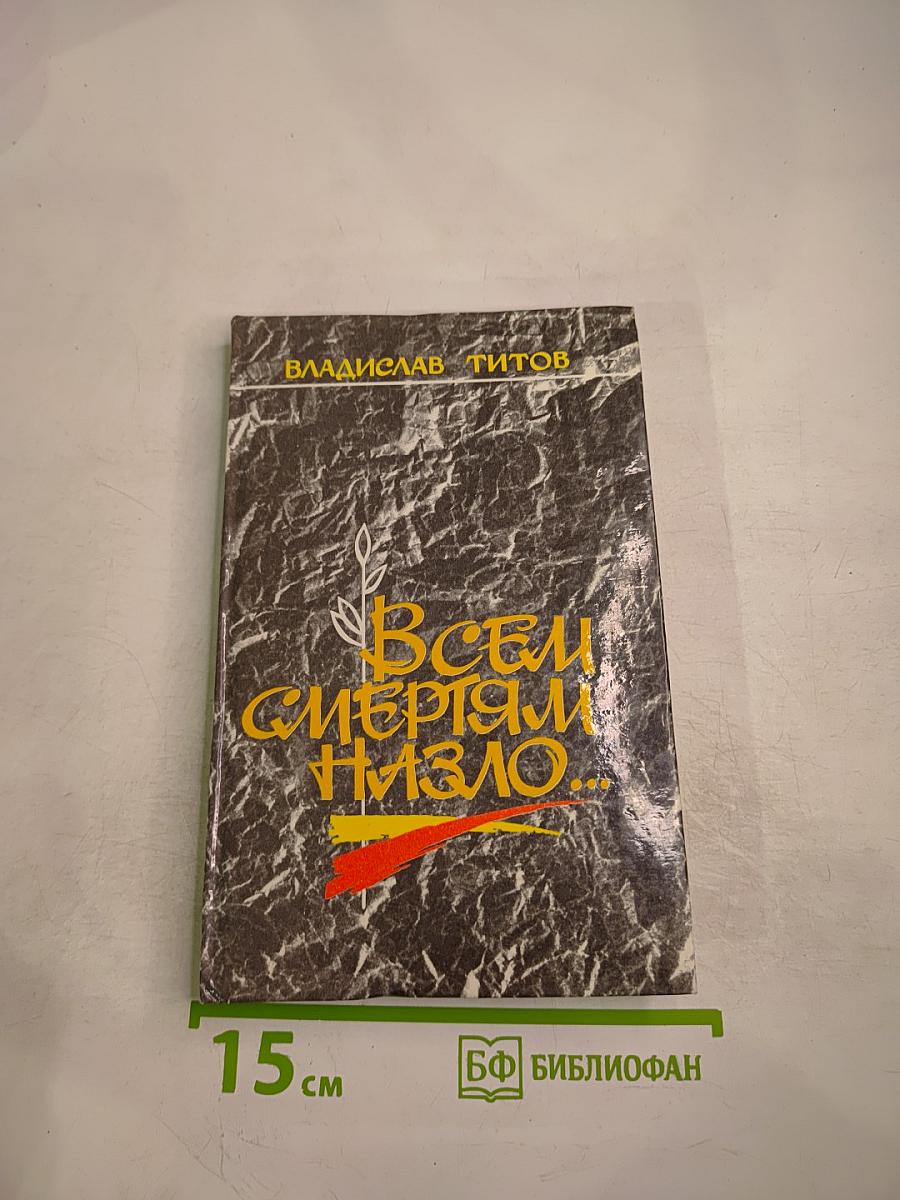 ВЛАДИСЛАВ ТИТОВ
ВСЕМ
СМЕРТЯМ
НАЗЛО...
15 см
БФ БИБЛИОФАН